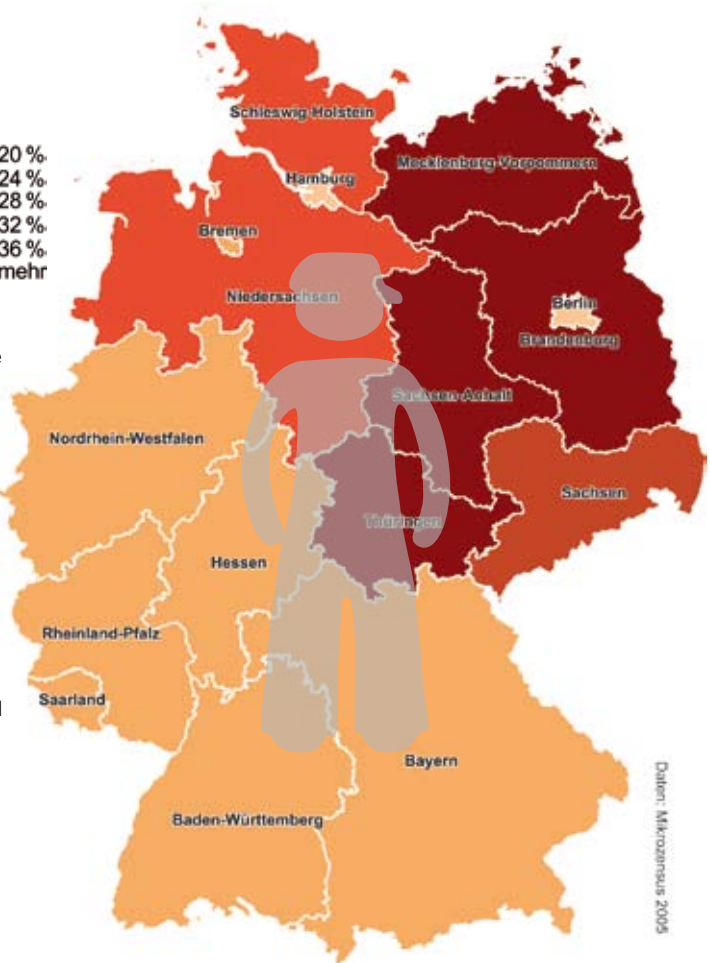 Schleswig Holstein
Mecklenburg Vorpommern
20 %
24 %
28 %
32 %
36 %
mehr
Hamburg
Bremen
Niedersachsen
Berlin
Brandenburg
e
Sachsen-Anhalt
Nordrhein-Westfalen
Sachsen
Thüringen
Hessen
Rheinland-Pfalz
Saarland
Bayern
Baden-Württemberg
Daten: Mikrozensus 2005